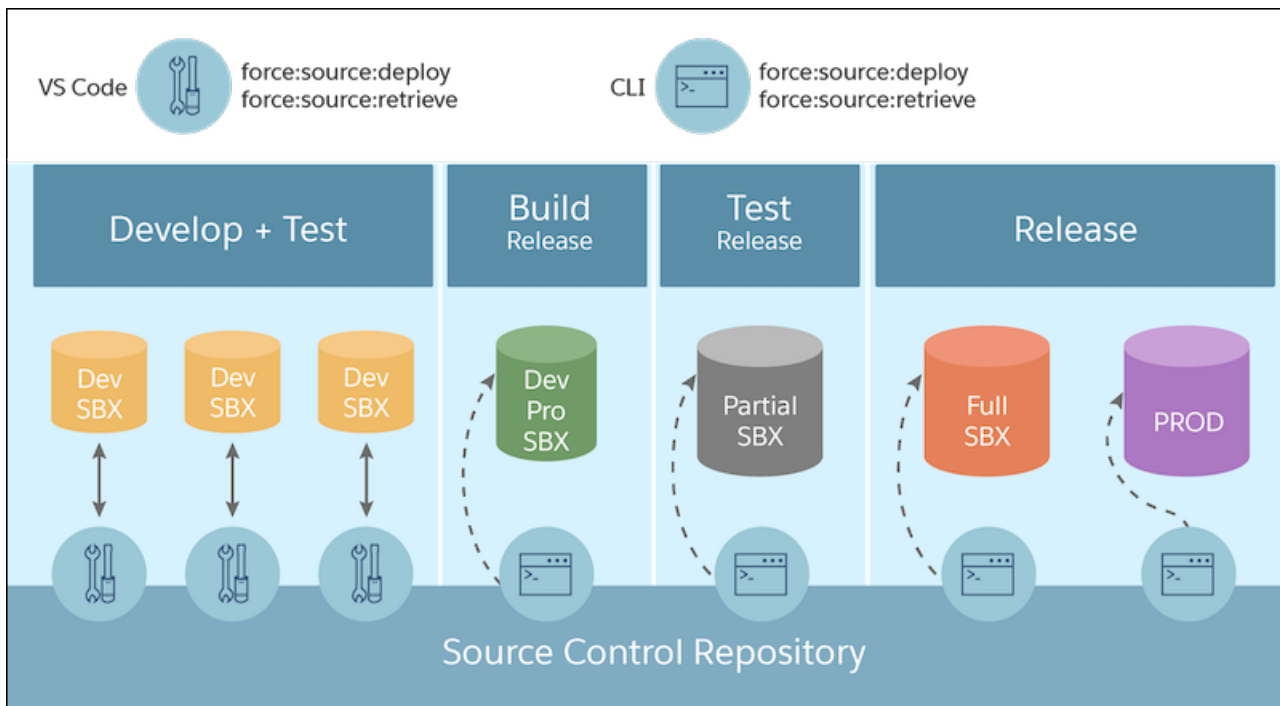 VS Code
force:source:deploy
force:source:retrieve
CLI
force:source:deploy
force:source:retrieve
Develop + Test
Build
Release
Test
Release
Release
Dev
SBX
Dev
SBX
Dev
SBX
Dev
Pro
SBX
Partial
SBX
Full
SBX
PROD
>_
>_
>_
>_
>_
Source Control Repository